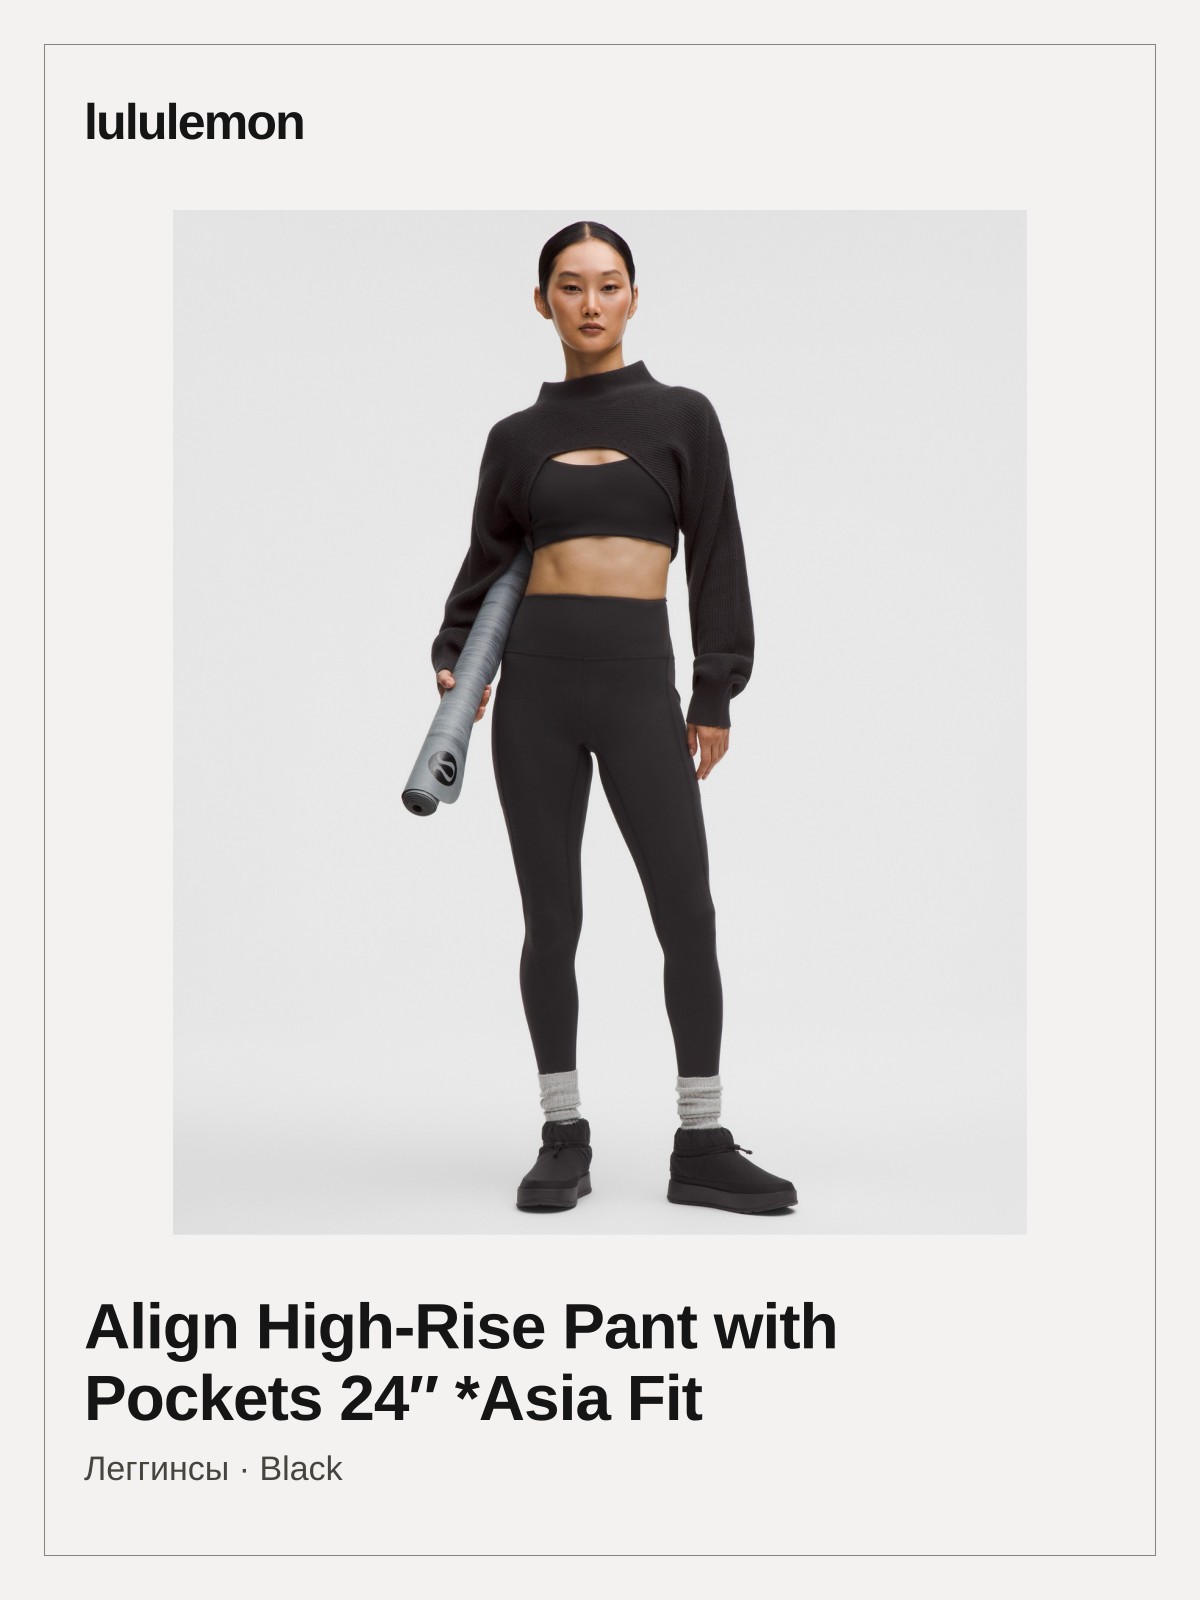 lululemon
Align High-Rise Pant with
Pockets 24″ *Asia Fit
Леггинсы · Black